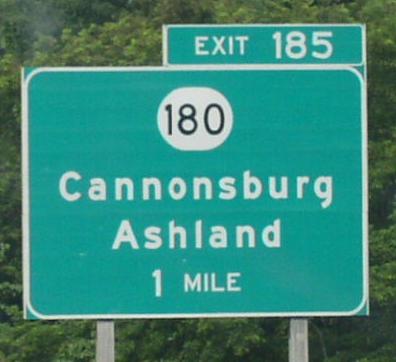 EXIT 185
180
Cannonsburg
Ashland
1 MILE